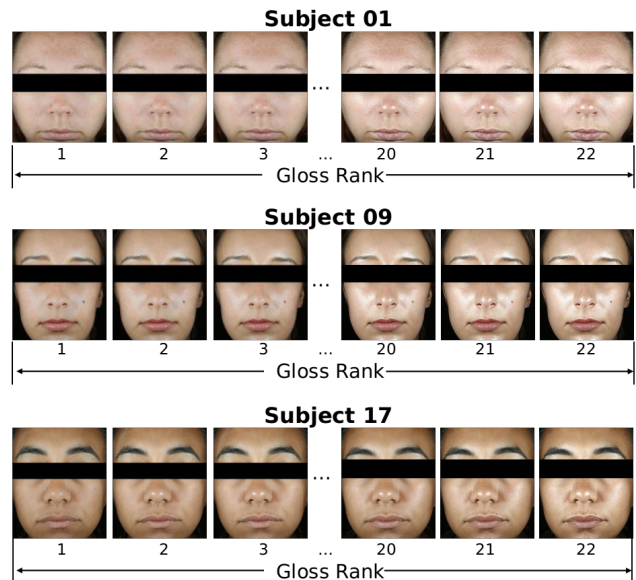 Subject 01
...
1 2 3 ... 20 21 22
Gloss Rank
Subject 09
...
1 2 3 ... 20 21 22
Gloss Rank
Subject 17
...
1 2 3 ... 20 21 22
Gloss Rank